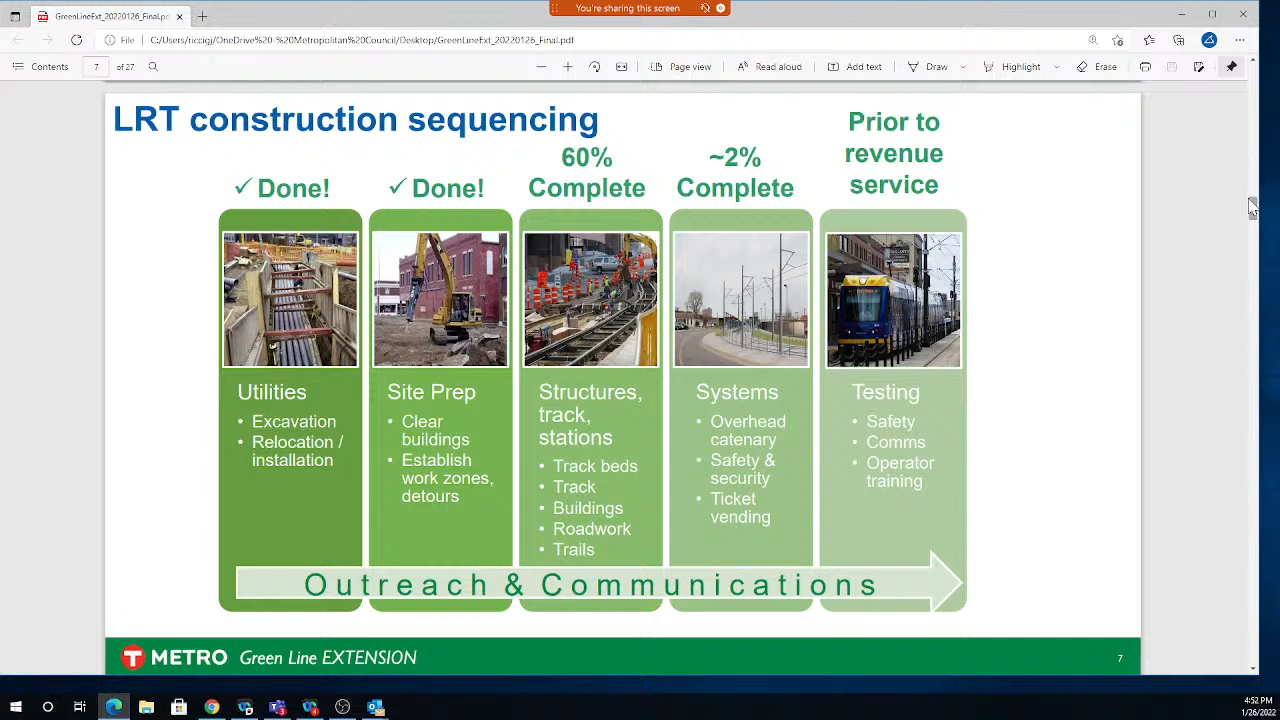 GreenLineExt_20220126_Final.pdf
You're sharing this screen
File
C:/Users/riccigj/OneDrive%20-%20Metropolitan%20Council/Desktop/GreenLineExt_20220126_Final.pdf
Contents
7
of 27
Page view
Read aloud
Add text
Draw
Highlight
Erase
LRT construction sequencing
✓ Done!
✓ Done!
60%
Complete
~2%
Complete
Prior to
revenue
service
Utilities
• Excavation
• Relocation /
installation
Site Prep
• Clear
buildings
• Establish
work zones,
detours
Structures,
track,
stations
• Track beds
• Track
• Buildings
• Roadwork
• Trails
Systems
• Overhead
catenary
• Safety &
security
• Ticket
vending
Testing
• Safety
• Comms
• Operator
training
Outreach & Communications
T METRO Green Line EXTENSION
7
4:52 PM
1/26/2022